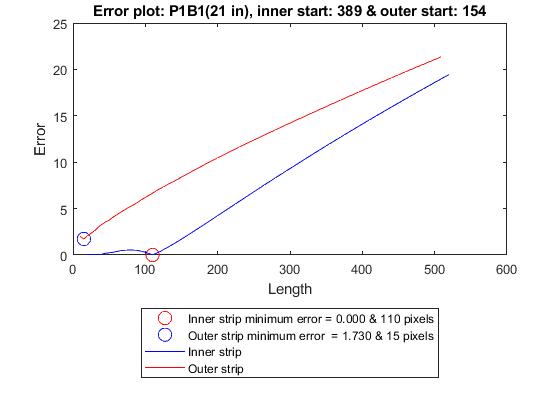 Error plot: P1B1(21 in), inner start: 389 & outer start: 154
25
20
15
10
5
0
Error
0 100 200 300 400 500 600
Length
Inner strip minimum error = 0.000 & 110 pixels
Outer strip minimum error = 1.730 & 15 pixels
Inner strip
Outer strip